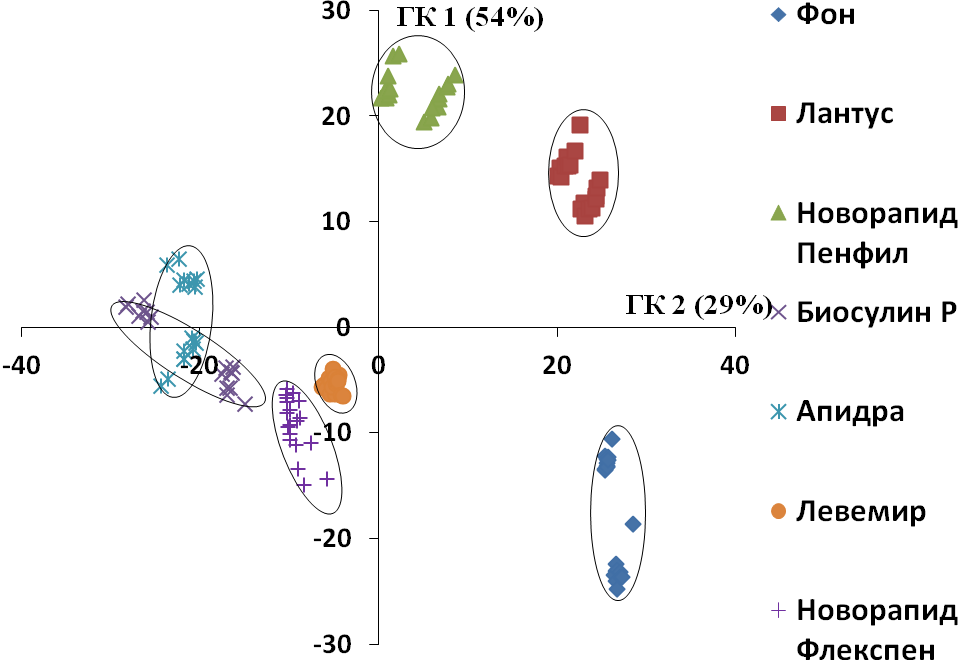 30
ГК 1 (54%)
20
10
ГК 2 (29%)
0
-40
-20
0
20
40
-10
-20
-30
Фон
Лантус
Новорапид
Пенфил
Биосулин Р
Апидра
Левемир
Новорапид
Флекспен